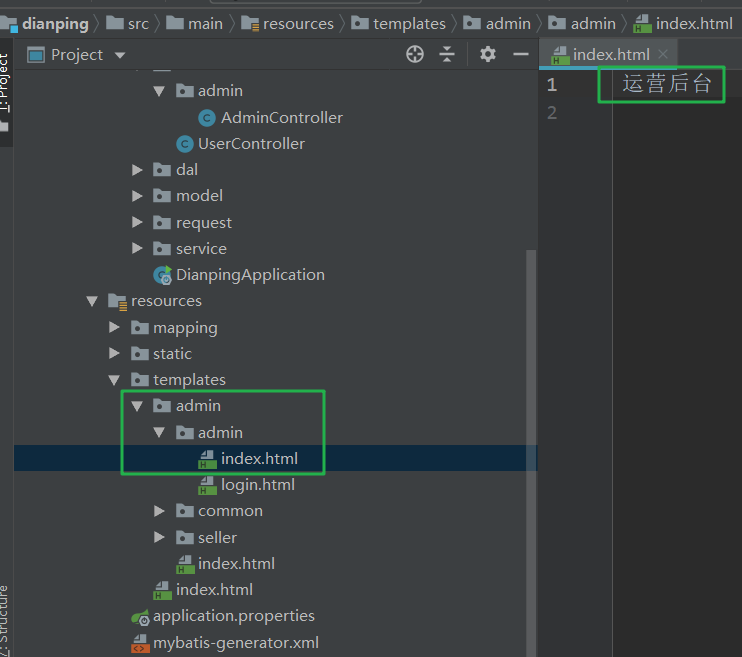 dianping src main resources templates admin admin index.html
Project
index.html
1: Project
1 运营后台
2
admin
AdminController
UserController
dal
model
request
service
DianpingApplication
resources
mapping
static
templates
admin
admin
index.html
login.html
common
seller
index.html
index.html
application.properties
mybatis-generator.xml
7: Structure